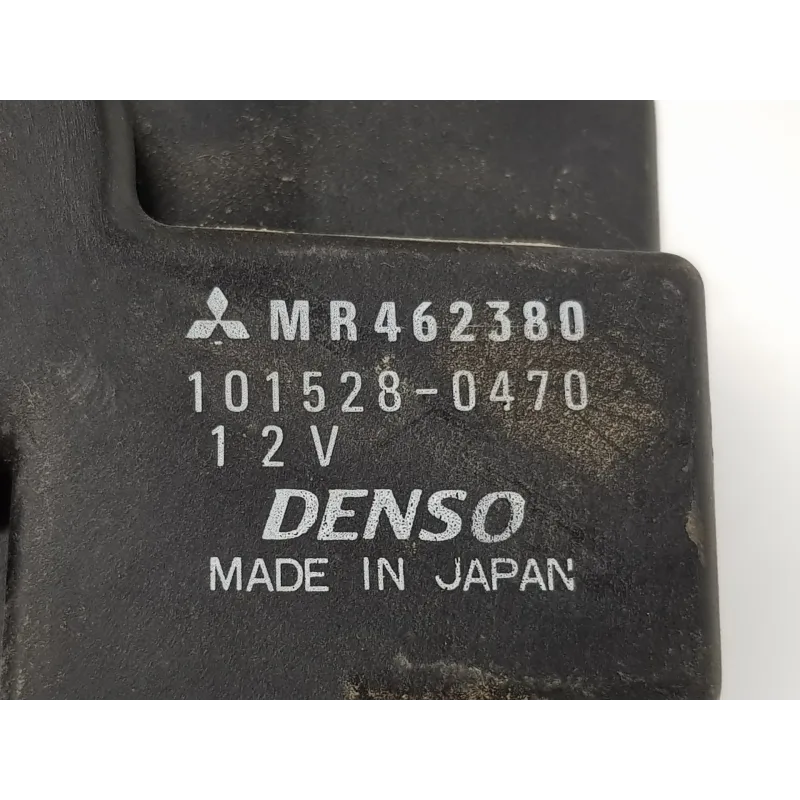 MR462380
101528-0470
12V
DENSO
MADE IN JAPAN